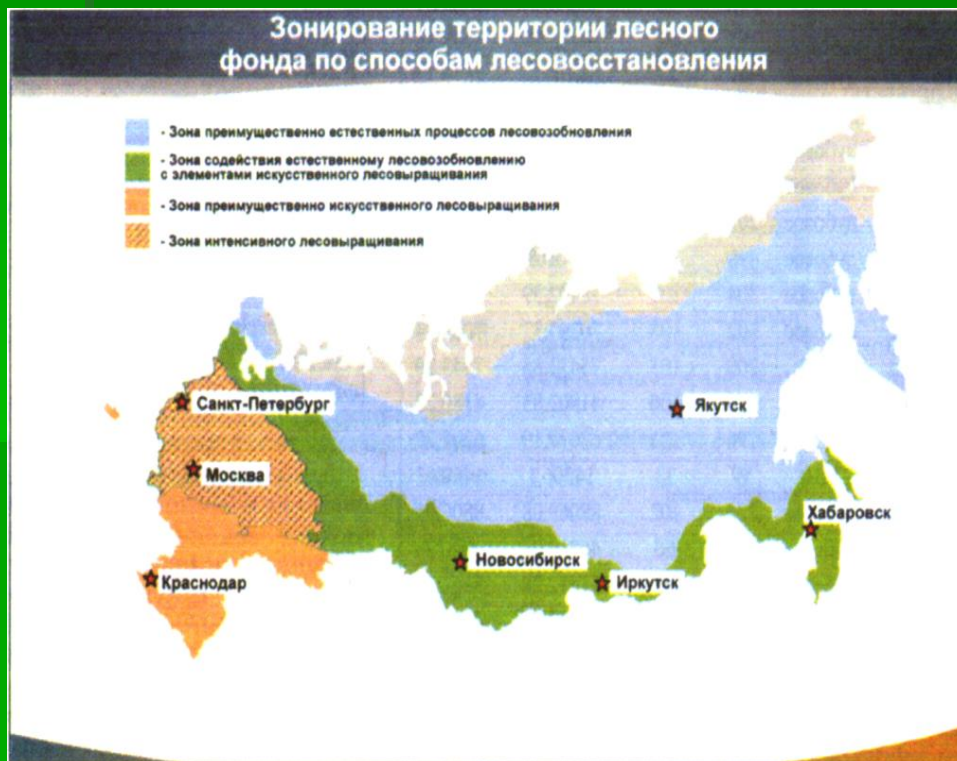 Зонирование территории лесного
фонда по способам лесовосстановления
- Зона преимущественно естественных процессов лесовозобновления
- Зона содействия естественному лесовозобновлению
с элементами искусственного лесовыращивания
- Зона преимущественно искусственного лесовыращивания
- Зона интенсивного лесовыращивания
Санкт-Петербург
Якутск
Москва
Хабаровск
Новосибирск
Краснодар
Иркутск